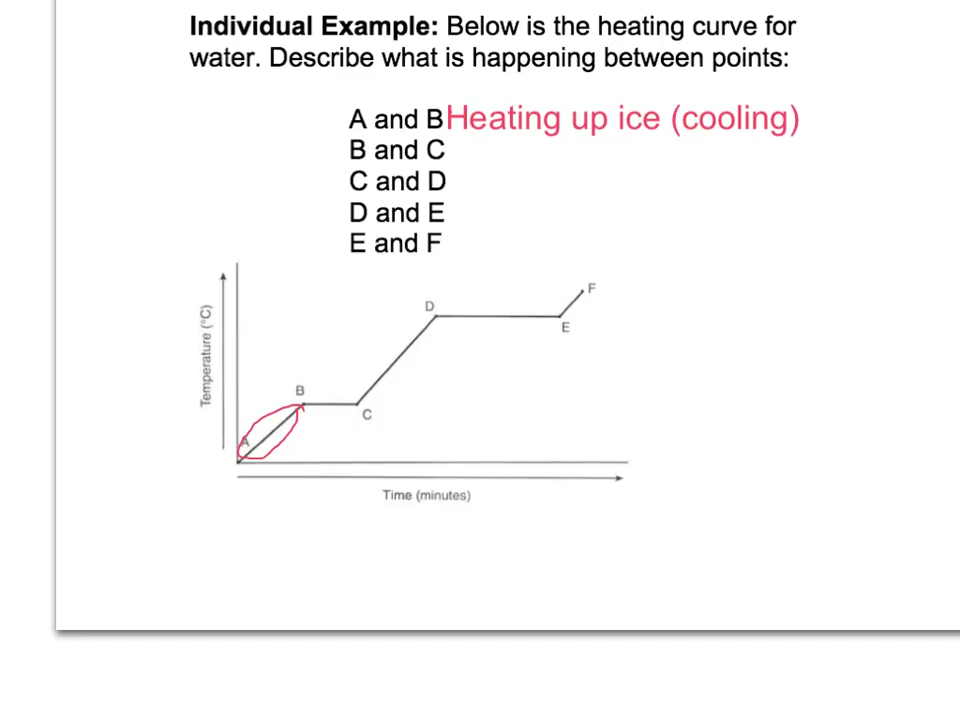 Individual Example: Below is the heating curve for
water. Describe what is happening between points:
A and B Heating up ice (cooling)
B and C
C and D
D and E
E and F
F
D
E
Temperature (°C)
B
C
A
Time (minutes)